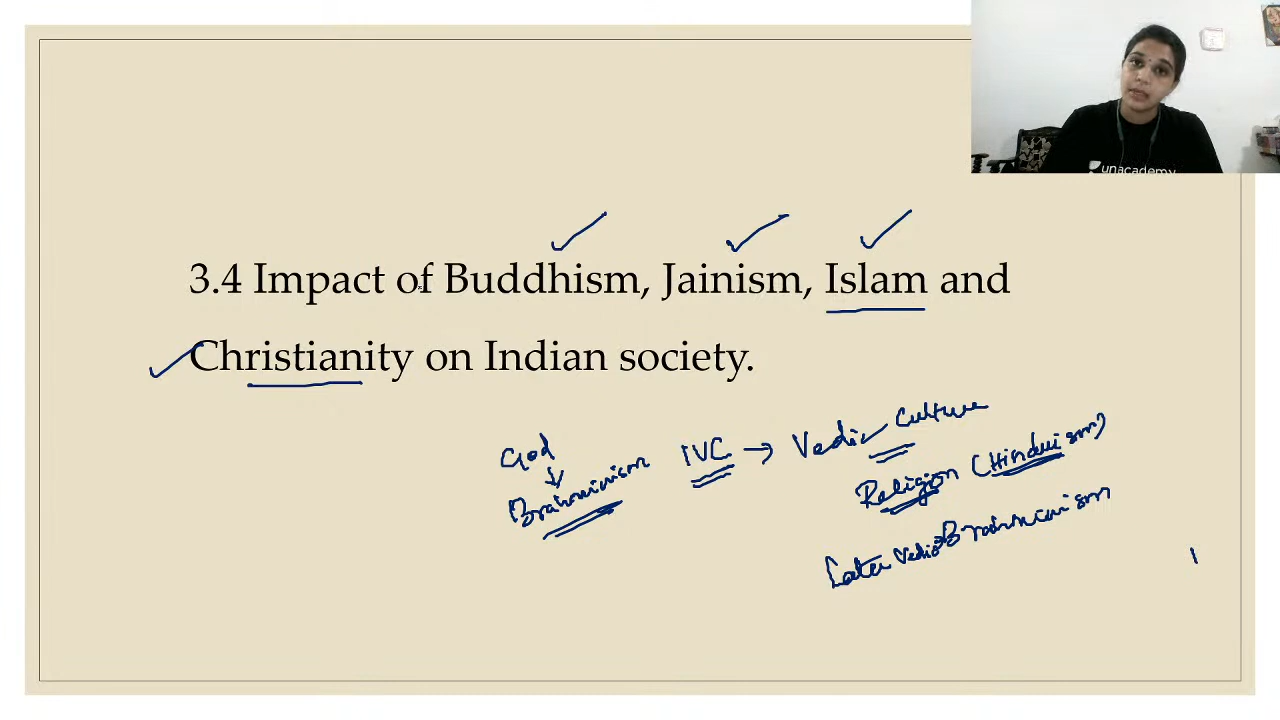 unacademy
3.4 Impact of Buddhism, Jainism, Islam and
Christianity on Indian society.
God
Brahminism
IVC → Vedic Culture
Religion (Hinduism)
Later Vedic Brahmanism